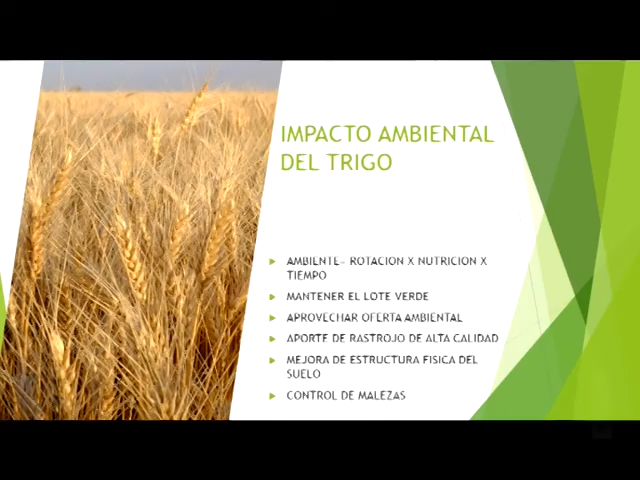 IMPACTO AMBIENTAL
DEL TRIGO
AMBIENTE= ROTACION X NUTRICION X
TIEMPO
MANTENER EL LOTE VERDE
APROVECHAR OFERTA AMBIENTAL
APORTE DE RASTROJO DE ALTA CALIDAD
MEJORA DE ESTRUCTURA FISICA DEL
SUELO
CONTROL DE MALEZAS